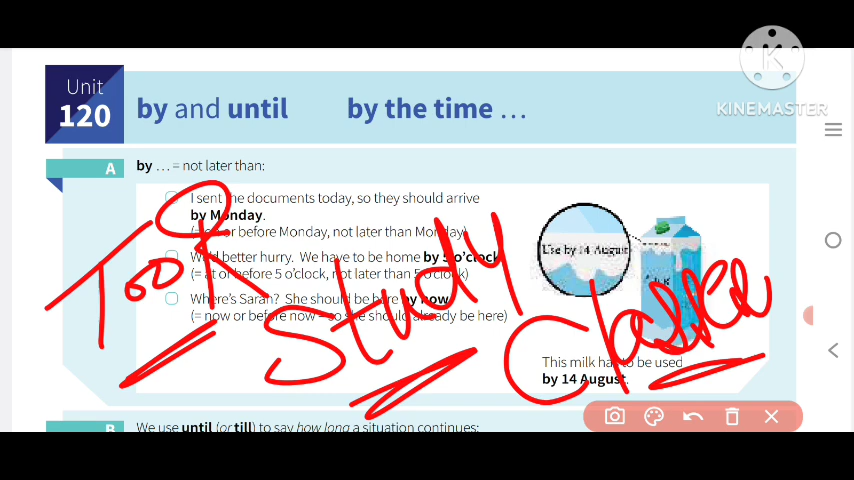 KINEMASTER
Unit
120
by and until by the time ...
A
by ... = not later than:
I sent the documents today, so they should arrive
by Monday.
(= on or before Monday, not later than Monday)
We'd better hurry. We have to be home by 5 o'clock.
(= at or before 5 o'clock, not later than 5 o'clock)
Where's Sarah? She should be here by now.
(= now or before now – so she should already be here)
Use by 14 August
This milk has to be used
by 14 August.
Took
Study
B
We use until (or till) to say how long a situation continues: